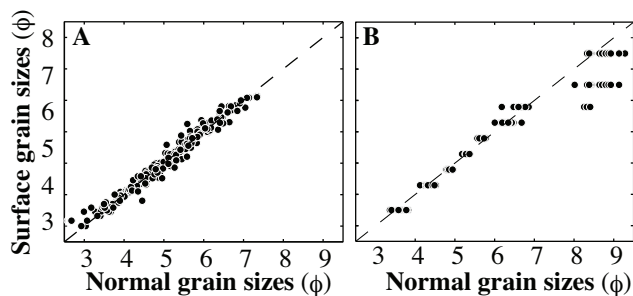 A
B
Surface grain sizes (ϕ)
8
7
6
5
4
3
3 4 5 6 7 8 9
4 5 6 7 8 9
Normal grain sizes (ϕ)
Normal grain sizes (ϕ)